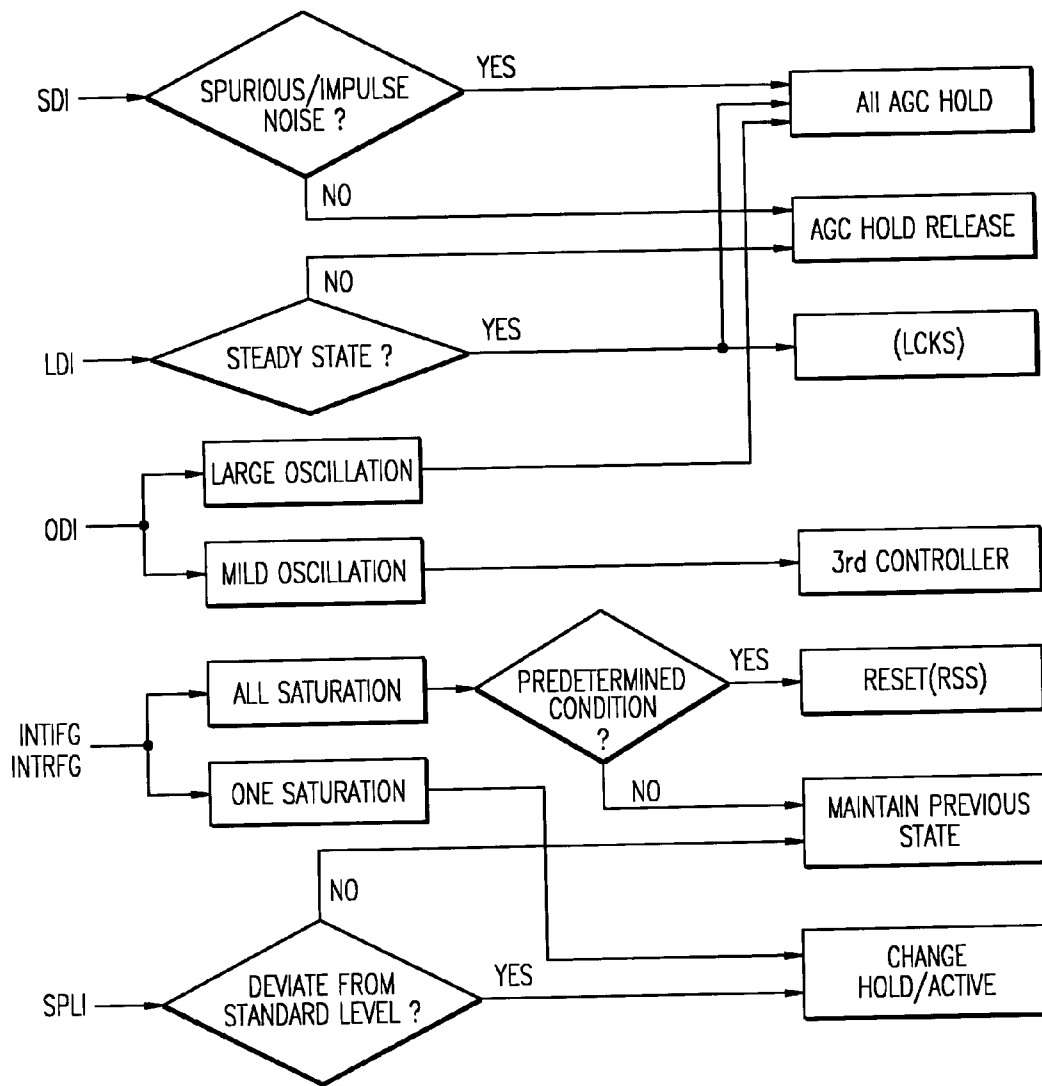 SDI
SPURIOUS/IMPULSE
NOISE ?
YES
All AGC HOLD
NO
AGC HOLD RELEASE
NO
LDI
STEADY STATE ?
YES
(LCKS)
ODI
LARGE OSCILLATION
MILD OSCILLATION
3rd CONTROLLER
INTIFG
INTRFG
ALL SATURATION
PREDETERMINED
CONDITION
?
YES
RESET(RSS)
ONE SATURATION
NO
MAINTAIN PREVIOUS
STATE
NO
SPLI
DEVIATE FROM
STANDARD LEVEL ?
YES
CHANGE
HOLD/ACTIVE